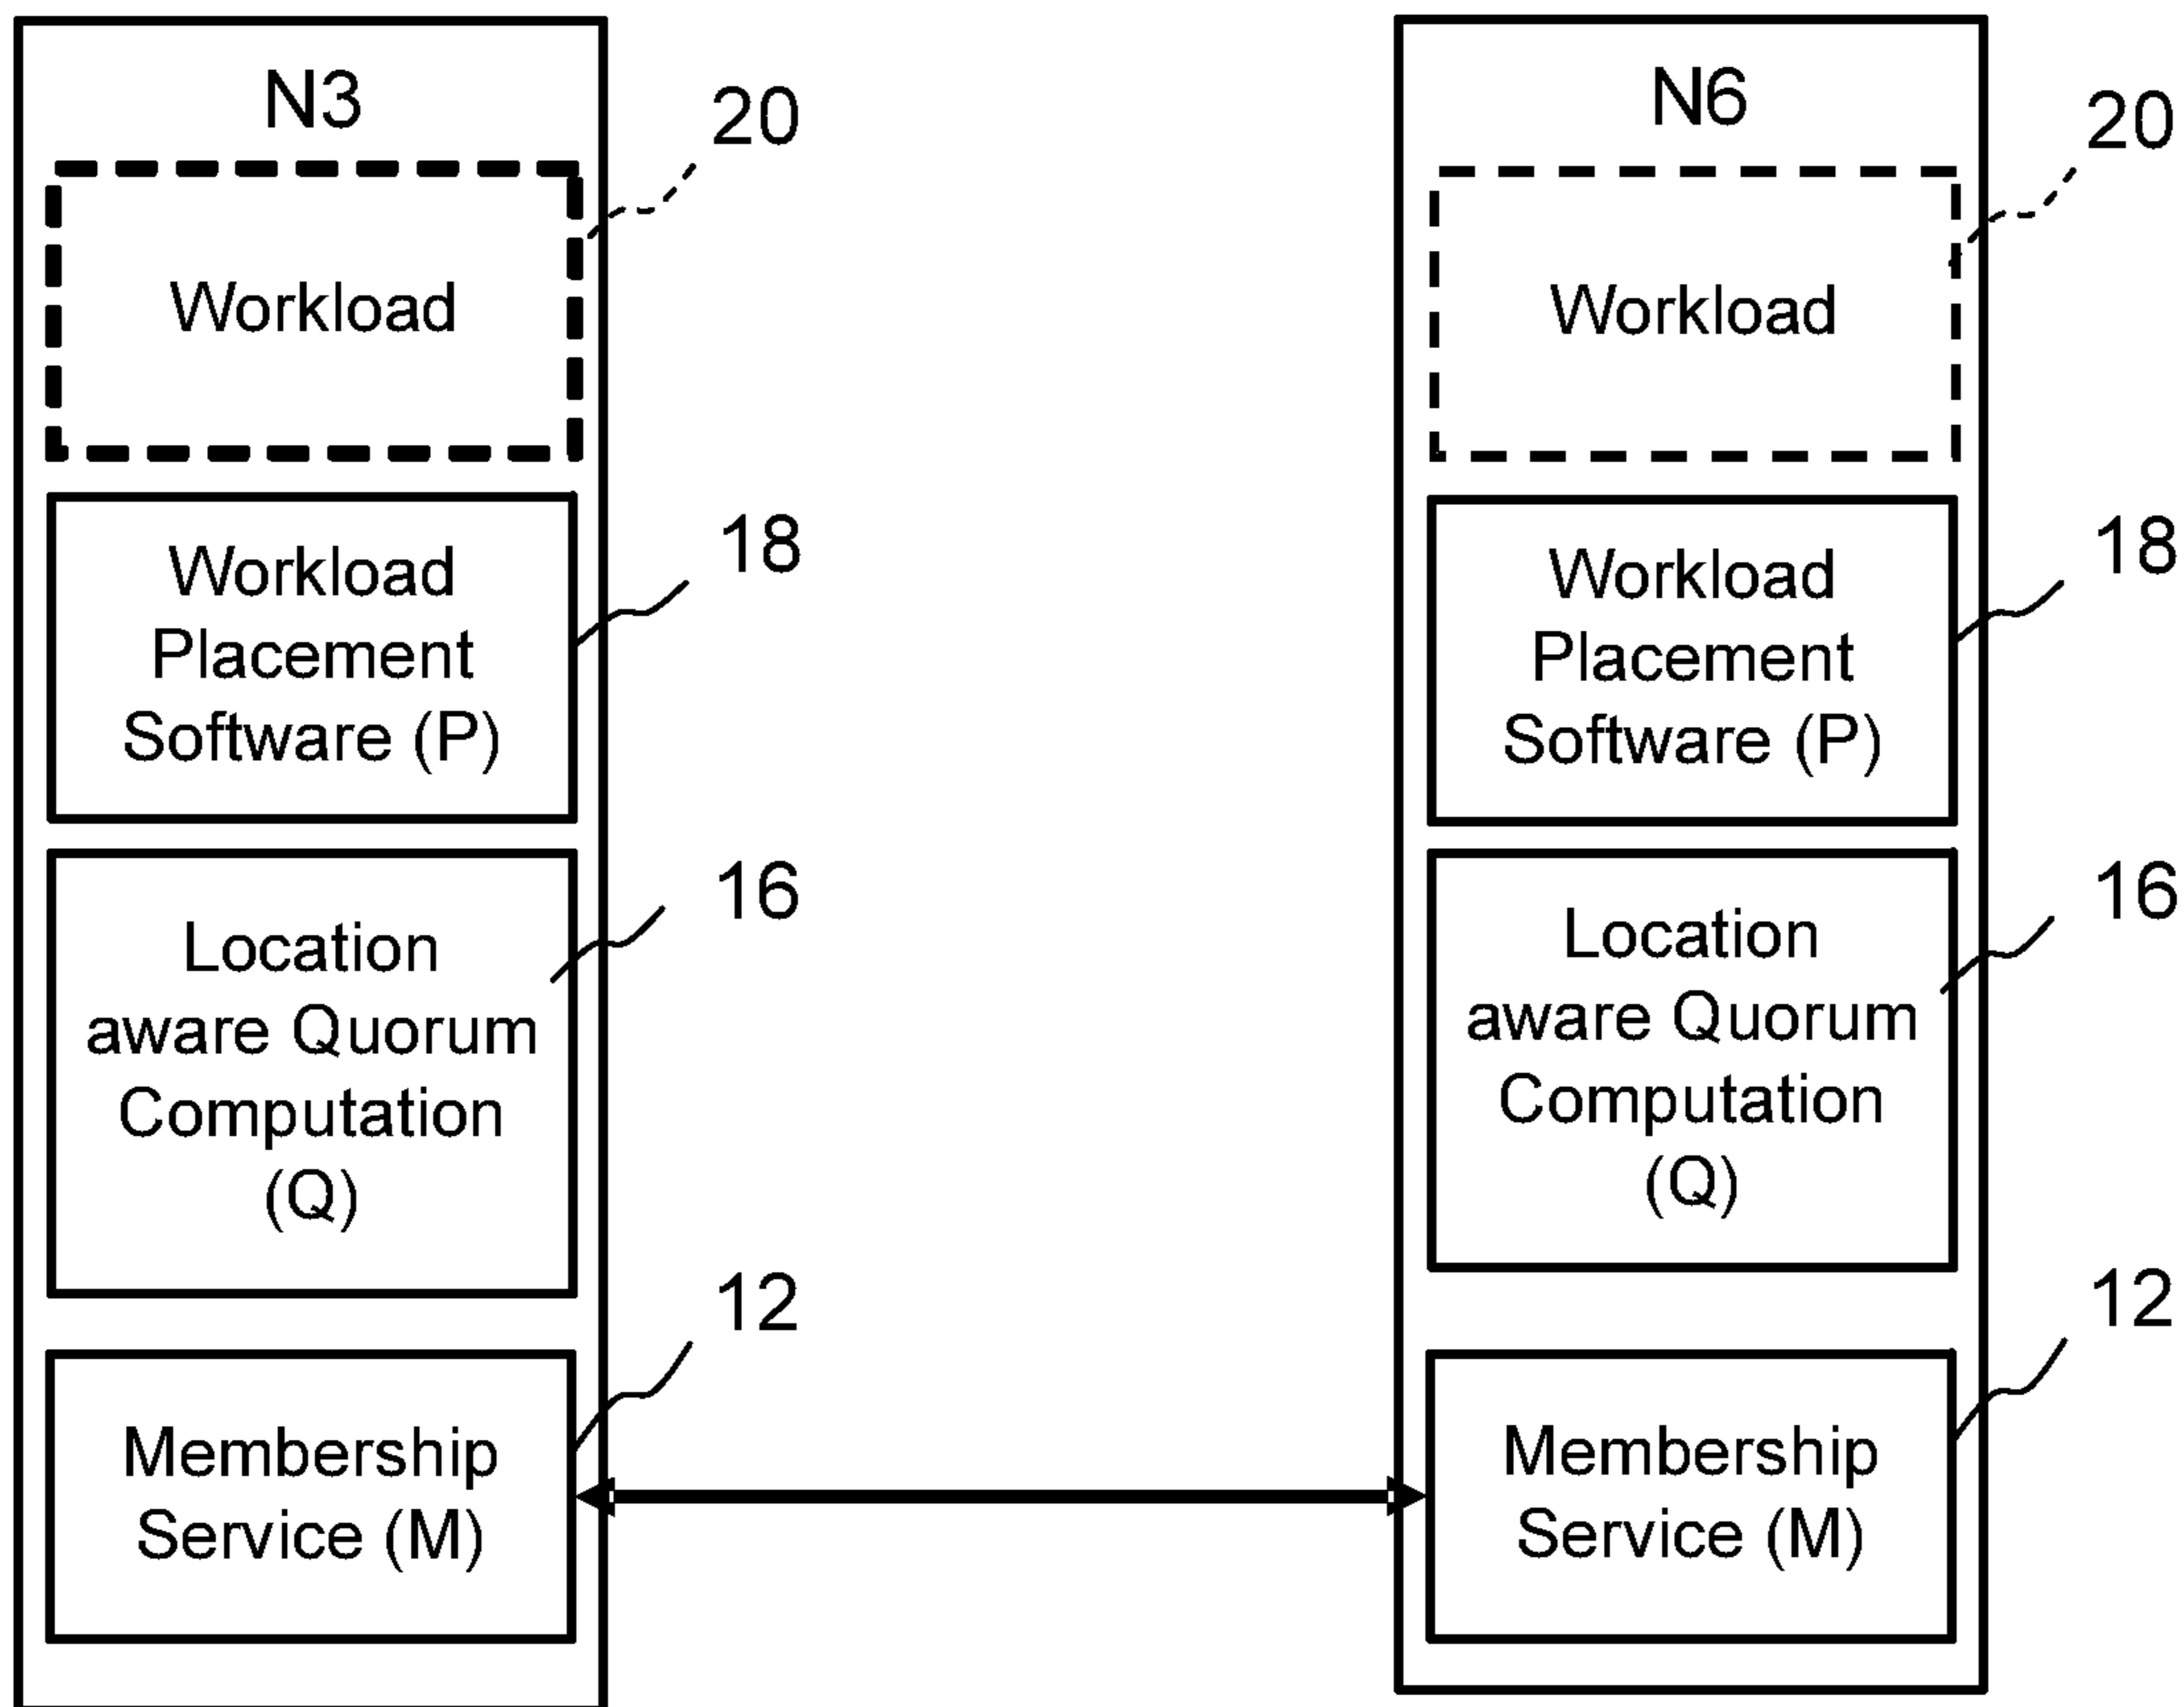 N3
20
Workload
Workload
Placement
Software (P)
18
Location
aware Quorum
Computation
(Q)
16
Membership
Service (M)
12
N6
20
Workload
Workload
Placement
Software (P)
18
Location
aware Quorum
Computation
(Q)
16
Membership
Service (M)
12